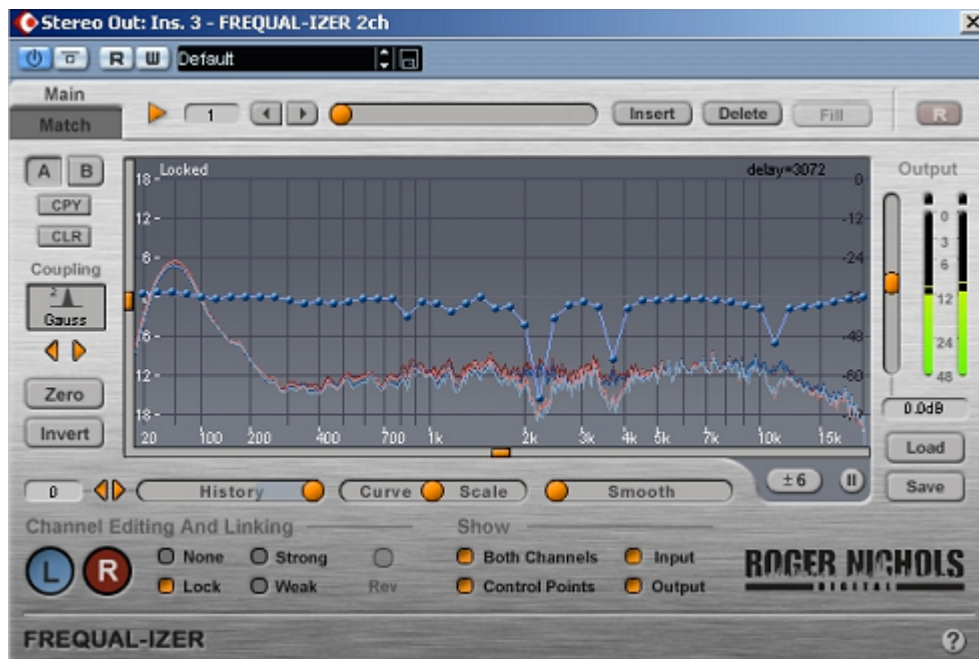 Stereo Out: Ins. 3 - FREQUAL-IZER 2ch
R W Default
Main
Match
1 Insert Delete Fill R
A B
CPY
CLR
Coupling
2
Gauss
Zero
Invert
Locked delay=3072
18 0
12 -12
6 -24
6 -48
12 -60
18
20 100 200 400 700 1k 2k 3k 4k 5k 7k 10k 15k
Output
0
3
6
12
24
48
0.0dB
Load
Save
±6
0 History Curve Scale Smooth
Channel Editing And Linking Show
L R None Strong Both Channels Input
Lock Weak Rev Control Points Output
ROGER NICHOLS
DIGITAL
FREQUAL-IZER ?